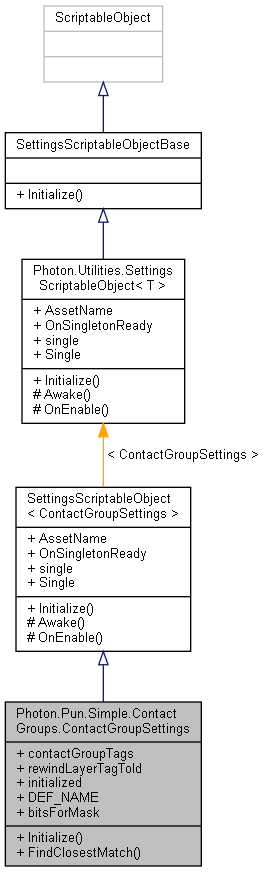 ScriptableObject
SettingsScriptableObjectBase
+ Initialize()
Photon.Utilities.Settings
ScriptableObject< T >
+ AssetName
+ OnSingletonReady
+ single
+ Single
+ Initialize()
# Awake()
# OnEnable()
< ContactGroupSettings >
SettingsScriptableObject
< ContactGroupSettings >
+ AssetName
+ OnSingletonReady
+ single
+ Single
+ Initialize()
# Awake()
# OnEnable()
Photon.Pun.Simple.Contact
Groups.ContactGroupSettings
+ contactGroupTags
+ rewindLayerTagToId
+ initialized
+ DEF_NAME
+ bitsForMask
+ Initialize()
+ FindClosestMatch()